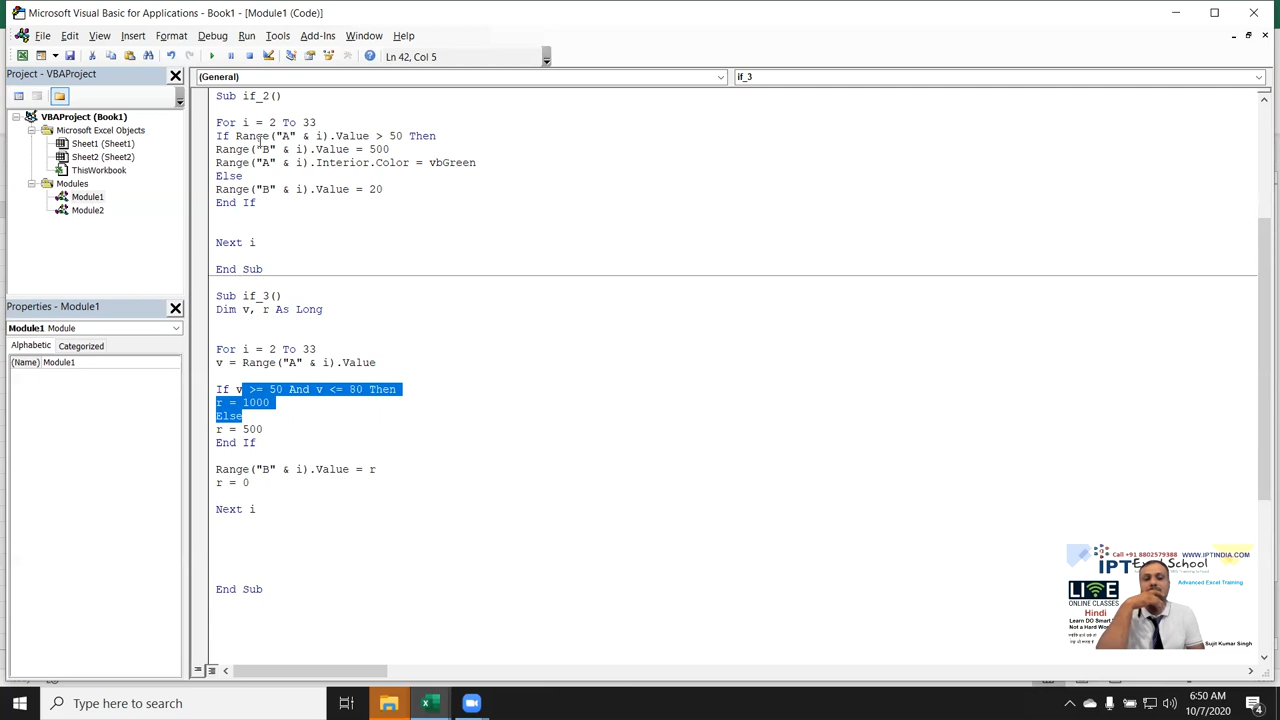 Microsoft Visual Basic for Applications - Book1 - [Module1 (Code)]
File Edit View Insert Format Debug Run Tools Add-Ins Window Help
Ln 42, Col 5
Project - VBAProject
(General)
if_3
VBAProject (Book1)
Microsoft Excel Objects
Sheet1 (Sheet1)
Sheet2 (Sheet2)
ThisWorkbook
Modules
Module1
Module2
Properties - Module1
Module1 Module
Alphabetic Categorized
(Name) Module1
Sub if_2()
For i = 2 To 33
If Range("A" & i).Value > 50 Then
Range("B" & i).Value = 500
Range("A" & i).Interior.Color = vbGreen
Else
Range("B" & i).Value = 20
End If
Next i
End Sub
Sub if_3()
Dim v, r As Long
For i = 2 To 33
v = Range("A" & i).Value
If v >= 50 And v <= 80 Then
r = 1000
Else
r = 500
End If
Range("B" & i).Value = r
r = 0
Next i
End Sub
Call +91 8802579388 WWW.IPTINDIA.COM
IPT Excel School
Advanced Excel Training
LIVE
ONLINE CLASSES
Hindi
Learn DO Smart
Not a Hard Wo
Sujit Kumar Singh
Type here to search
6:50 AM
10/7/2020
4